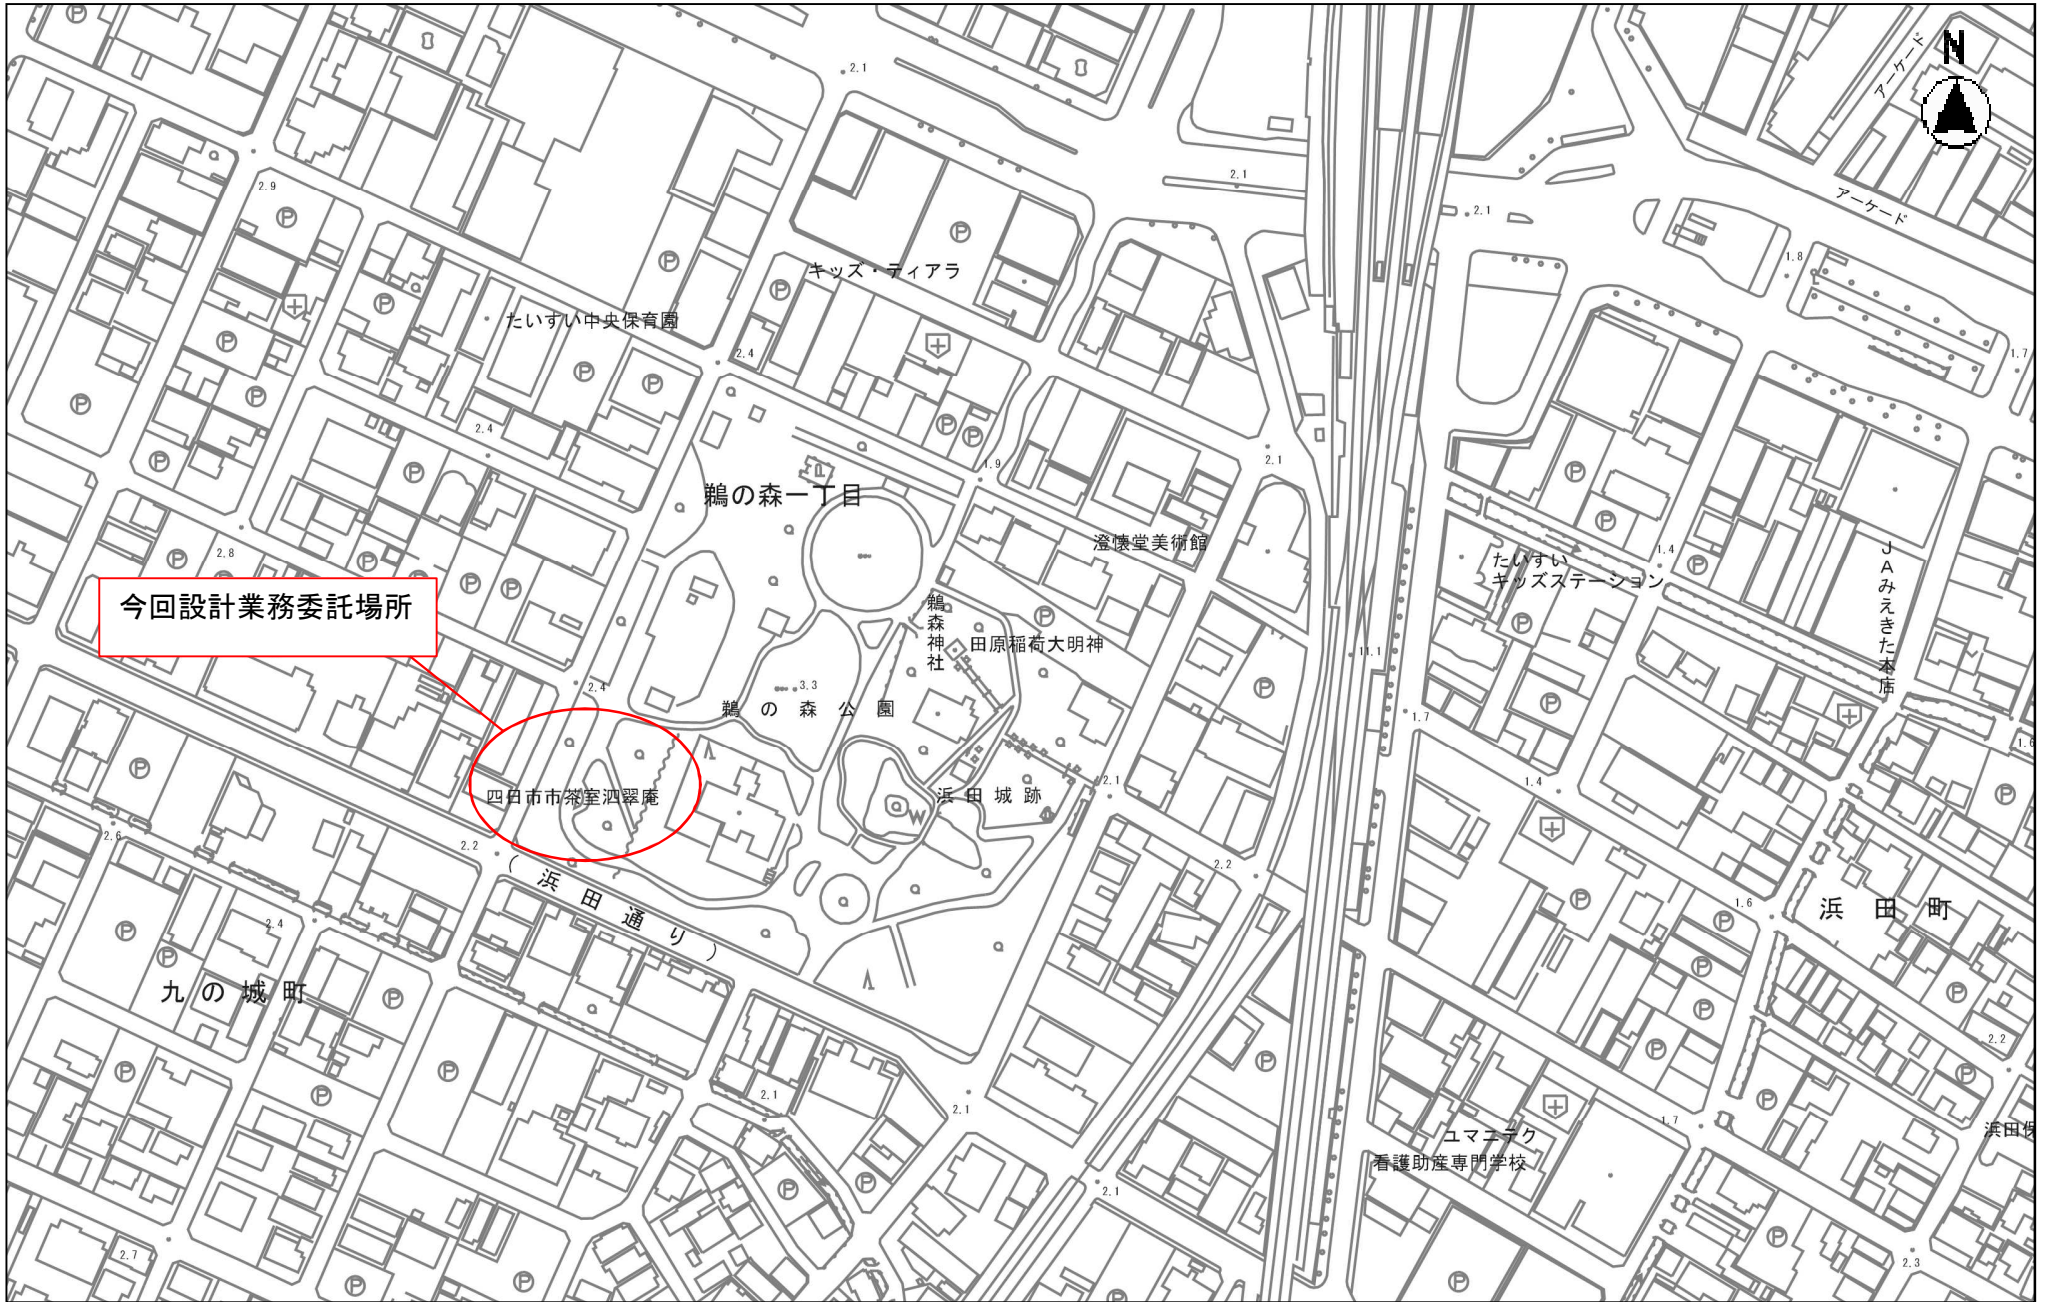 N
アーケード
2.1
2.1
2.1
アーケード
2.9
1.8
キッズ・ティアラ
たいすい中央保育園
2.4
1.7
2.4
2.1
1.9
鵜の森一丁目
澄懐堂美術館
2.8
1.4
たいすい
キッズステーション
JAみえきた本店
今回設計業務委託場所
鵜森神社
田原稲荷大明神
11.1
2.4
3.3
鵜の森公園
1.7
1.6
2.1
1.4
四日市市茶室泗翠庵
浜田城跡
W
2.6
2.2
2.2
(浜田通り)
1.6
浜田町
2.4
九の城町
2.2
2.1
2.1
1.7
ユマニテク
看護助産専門学校
浜田保
2.1
2.7
2.3